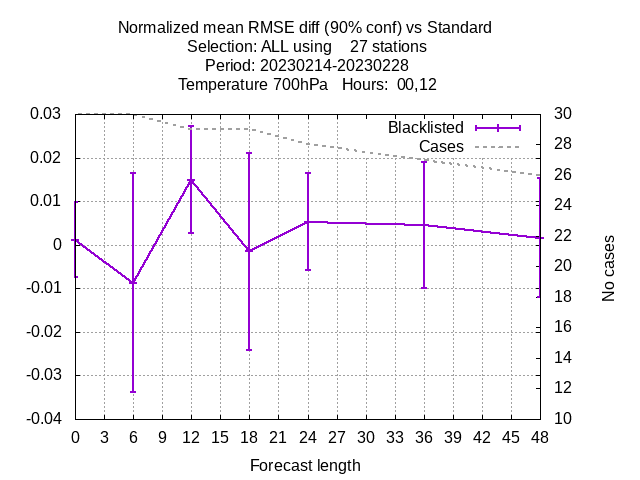 Normalized mean RMSE diff (90% conf) vs Standard
Selection: ALL using    27 stations
Period: 20230214-20230228
Temperature 700hPa   Hours:  00,12
Blacklisted
Cases
0.03
0.02
0.01
0
-0.01
-0.02
-0.03
-0.04
30
28
26
24
22
20
18
16
14
12
10
No cases
0 3 6 9 12 15 18 21 24 27 30 33 36 39 42 45 48
Forecast length